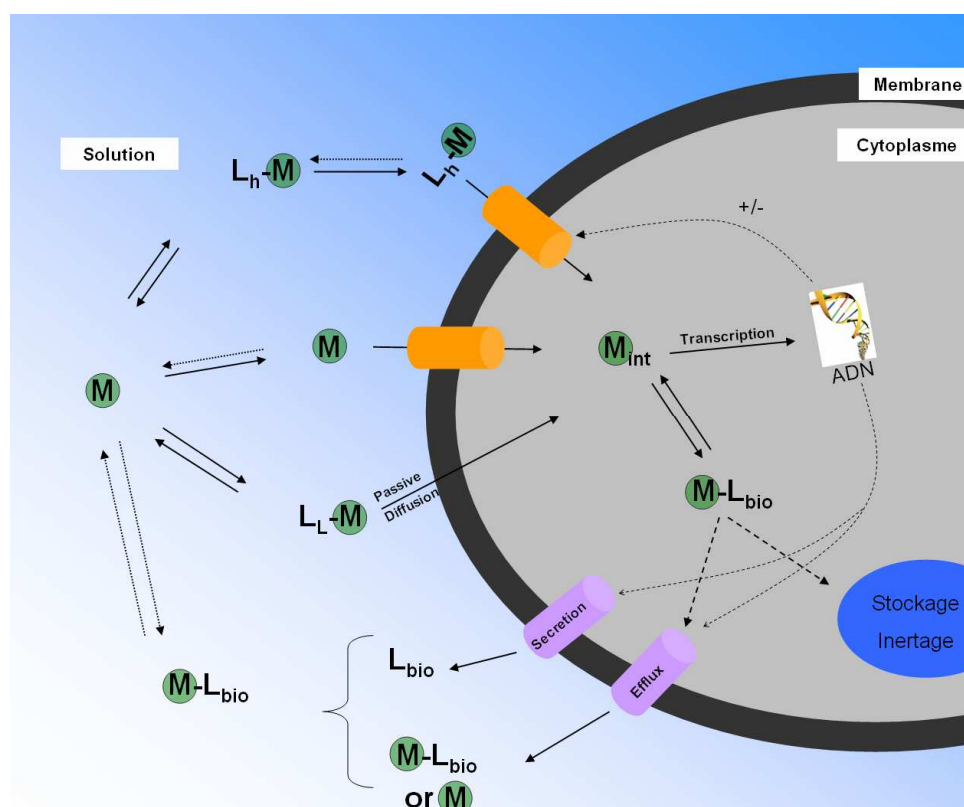 Membrane
Cytoplasme
Solution
Lh-M
Lh-M
+/-
M
Mint
Transcription
ADN
M
LL-M
Passive
Diffusion
M-Lbio
Stockage
Inertage
Secretion
Efflux
M-Lbio
Lbio
M-Lbio
or M